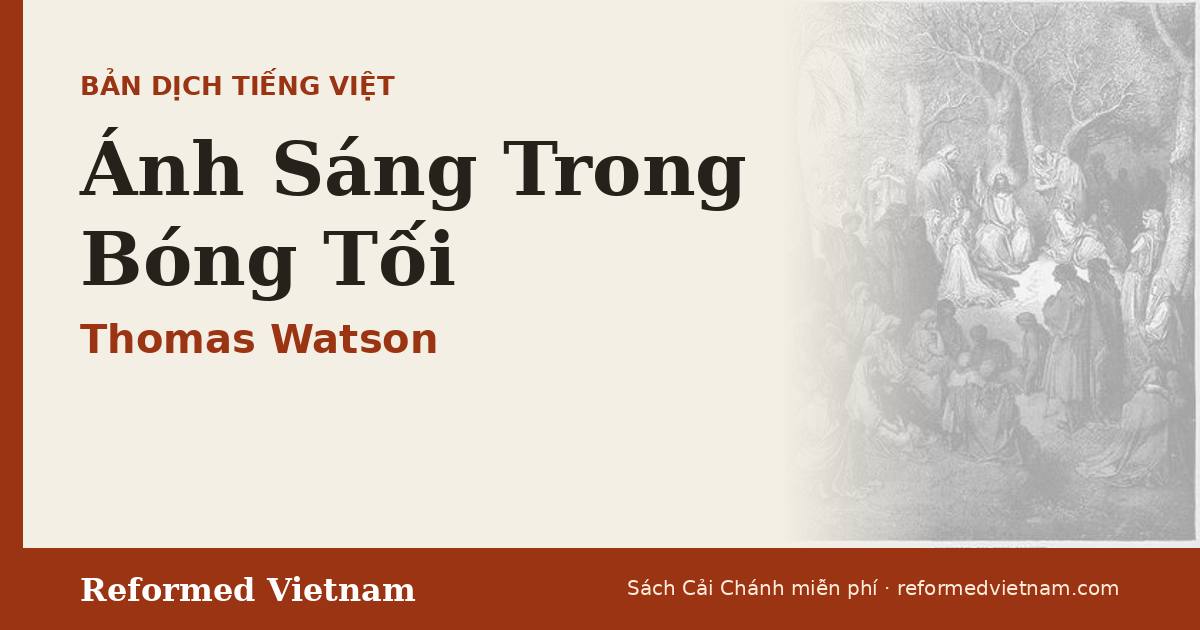 BẢN DỊCH TIẾNG VIỆT
Ánh Sáng Trong
Bóng Tối
Thomas Watson
Reformed Vietnam
Sách Cải Chánh miễn phí · reformedvietnam.com